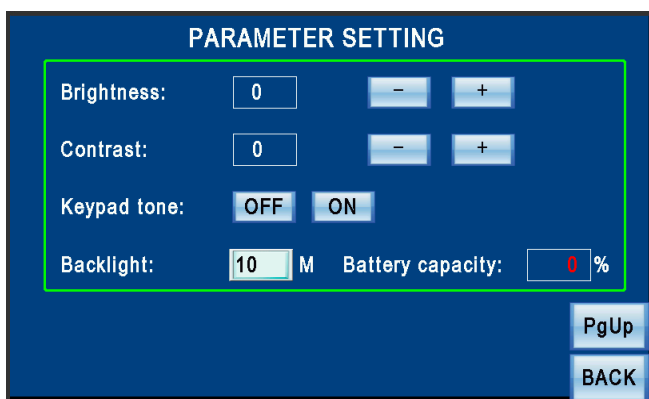 PARAMETER SETTING
Brightness: 0 - +
Contrast: 0 - +
Keypad tone: OFF ON
Backlight: 10 M Battery capacity: 0 %
PgUp
BACK